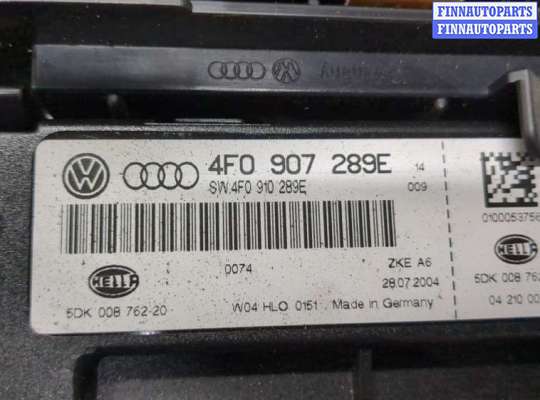 FINNAUTOPARTS
FINNAUTOPARTS
4F0 907 289E
14
SW.4F0 910 289E
009
0100053756
0074
ZKE A6
28.07.2004
HELLA
HELLA
5DK 008 762-20
W04 HLO 0151
Made in Germany
5DK 008 762
04 210 00